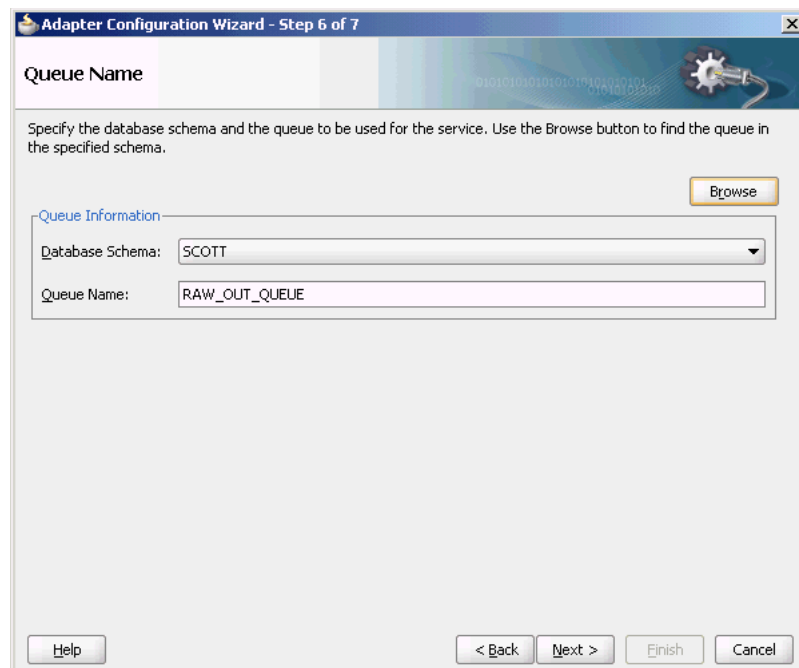 Adapter Configuration Wizard - Step 6 of 7
Queue Name
Specify the database schema and the queue to be used for the service. Use the Browse button to find the queue in
the specified schema.
Browse
Queue Information
Database Schema: SCOTT
Queue Name: RAW_OUT_QUEUE
Help < Back Next > Finish Cancel